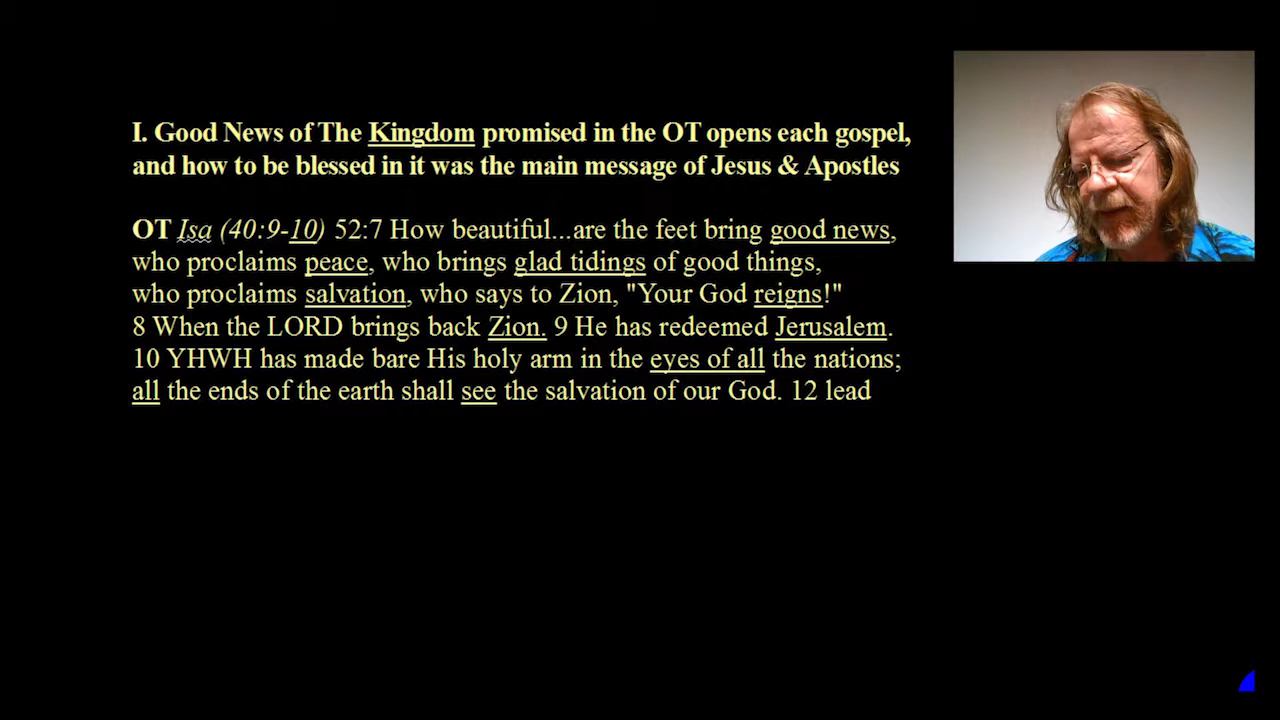 I. Good News of The Kingdom promised in the OT opens each gospel,
and how to be blessed in it was the main message of Jesus & Apostles
OT Isa (40:9-10) 52:7 How beautiful...are the feet bring good news,
who proclaims peace, who brings glad tidings of good things,
who proclaims salvation, who says to Zion, "Your God reigns!"
8 When the LORD brings back Zion. 9 He has redeemed Jerusalem.
10 YHWH has made bare His holy arm in the eyes of all the nations;
all the ends of the earth shall see the salvation of our God. 12 lead